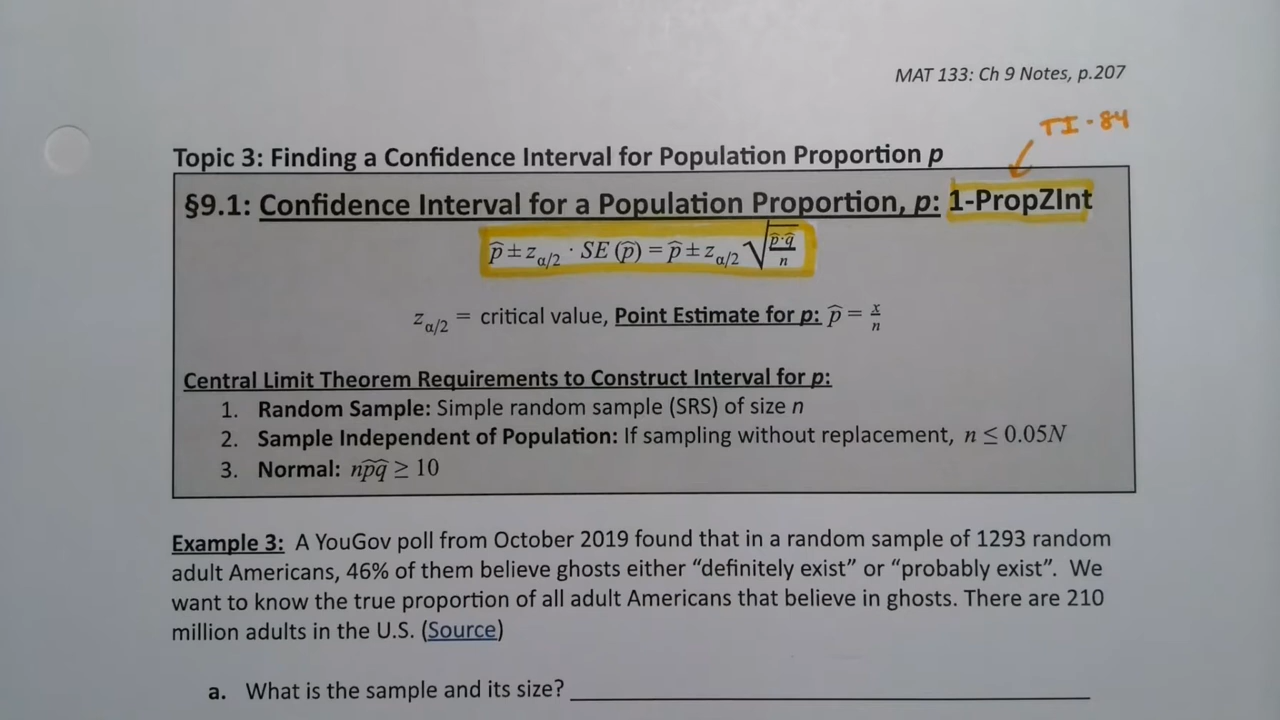 MAT 133: Ch 9 Notes, p.207
TI-84
Topic 3: Finding a Confidence Interval for Population Proportion p
§9.1: Confidence Interval for a Population Proportion, p: 1-PropZInt
p̂ ± z_α/2 · SE (p̂) = p̂ ± z_α/2 √(p̂·q̂/n)
z_α/2 = critical value, Point Estimate for p: p̂ = x/n
Central Limit Theorem Requirements to Construct Interval for p:
1. Random Sample: Simple random sample (SRS) of size n
2. Sample Independent of Population: If sampling without replacement, n ≤ 0.05N
3. Normal: np̂q̂ ≥ 10
Example 3: A YouGov poll from October 2019 found that in a random sample of 1293 random
adult Americans, 46% of them believe ghosts either “definitely exist” or “probably exist”. We
want to know the true proportion of all adult Americans that believe in ghosts. There are 210
million adults in the U.S. (Source)
a. What is the sample and its size?